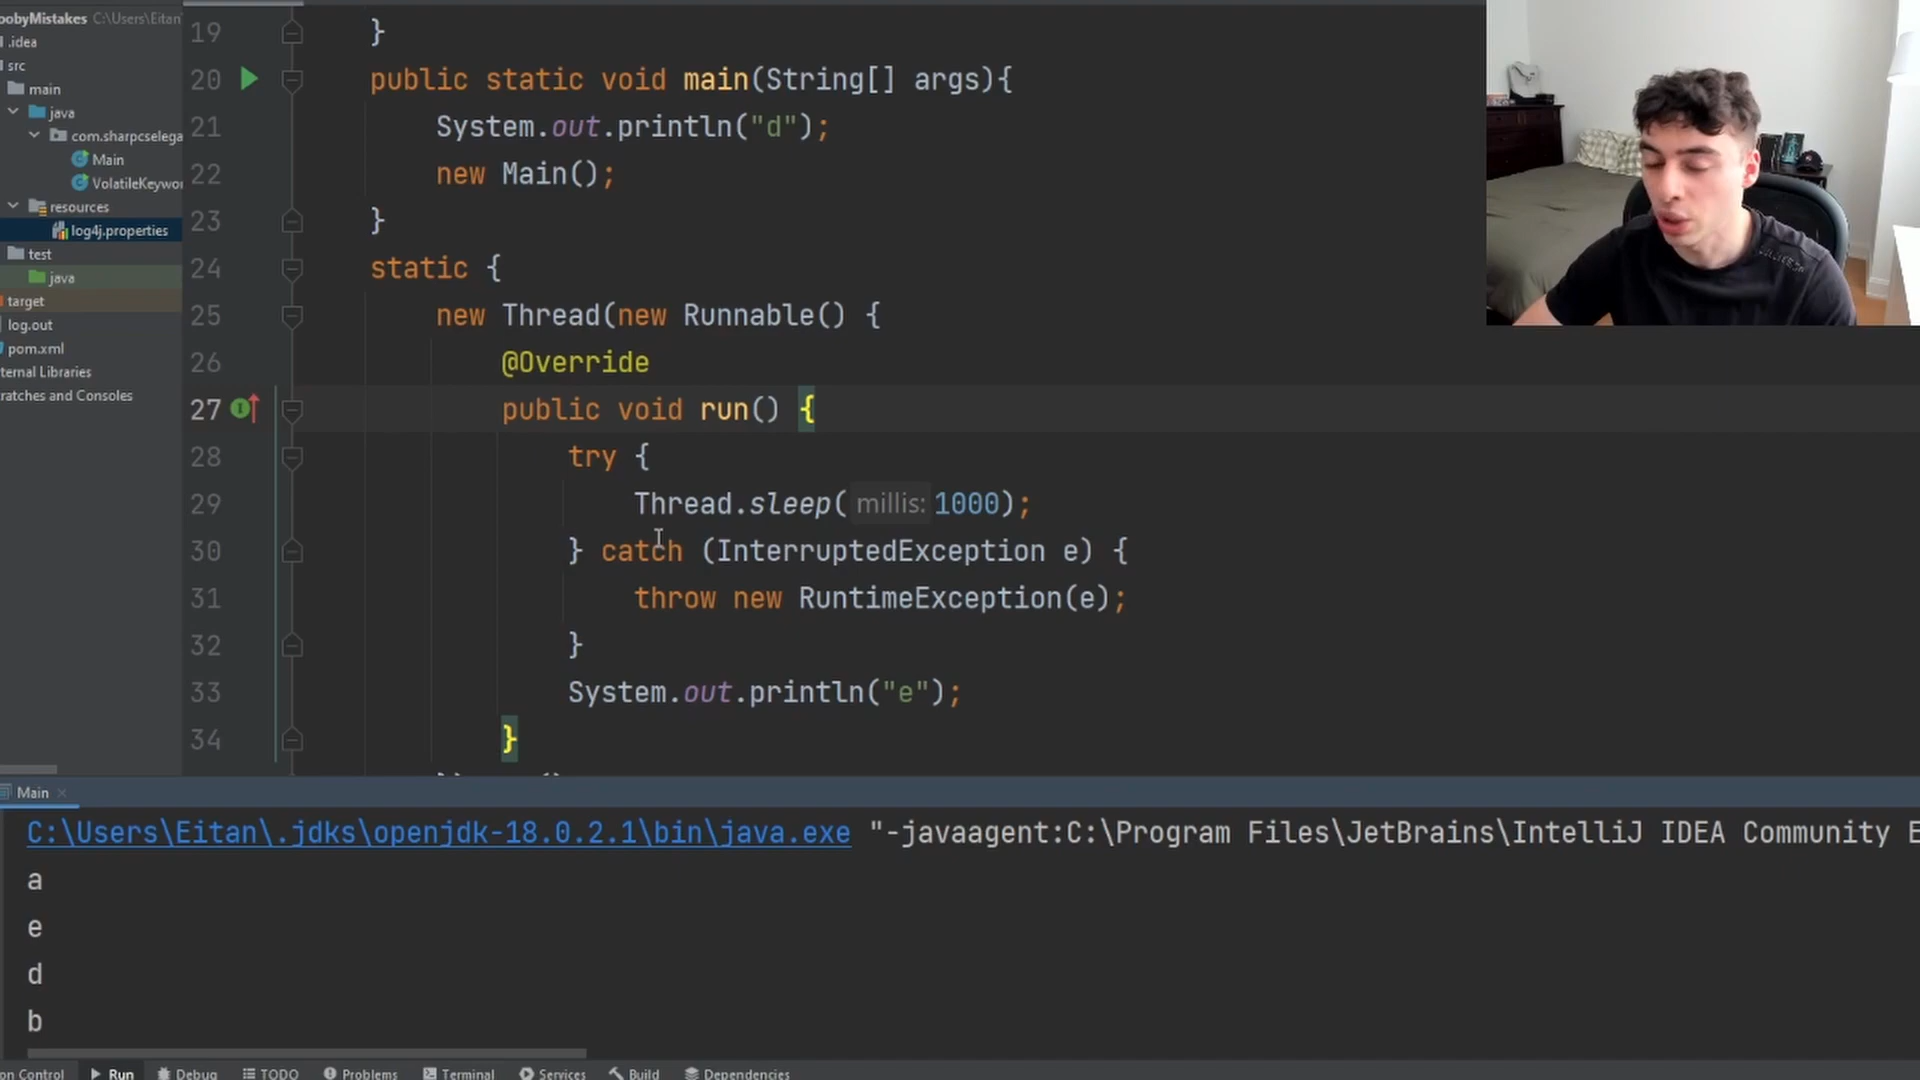 oobyMistakes C:\Users\Eitan\
.idea
src
main
java
com.sharpcselega
Main
VolatileKeywor
resources
log4j.properties
test
java
target
log.out
pom.xml
ternal Libraries
ratches and Consoles
19 }
20 public static void main(String[] args){
21 System.out.println("d");
22 new Main();
23 }
24 static {
25 new Thread(new Runnable() {
26 @Override
27 public void run() {
28 try {
29 Thread.sleep( millis: 1000);
30 } catch (InterruptedException e) {
31 throw new RuntimeException(e);
32 }
33 System.out.println("e");
34 }
Main
C:\Users\Eitan\.jdks\openjdk-18.0.2.1\bin\java.exe "-javaagent:C:\Program Files\JetBrains\IntelliJ IDEA Community E
a
e
d
b
on Control Run Debug TODO Problems Terminal Services Build Dependencies